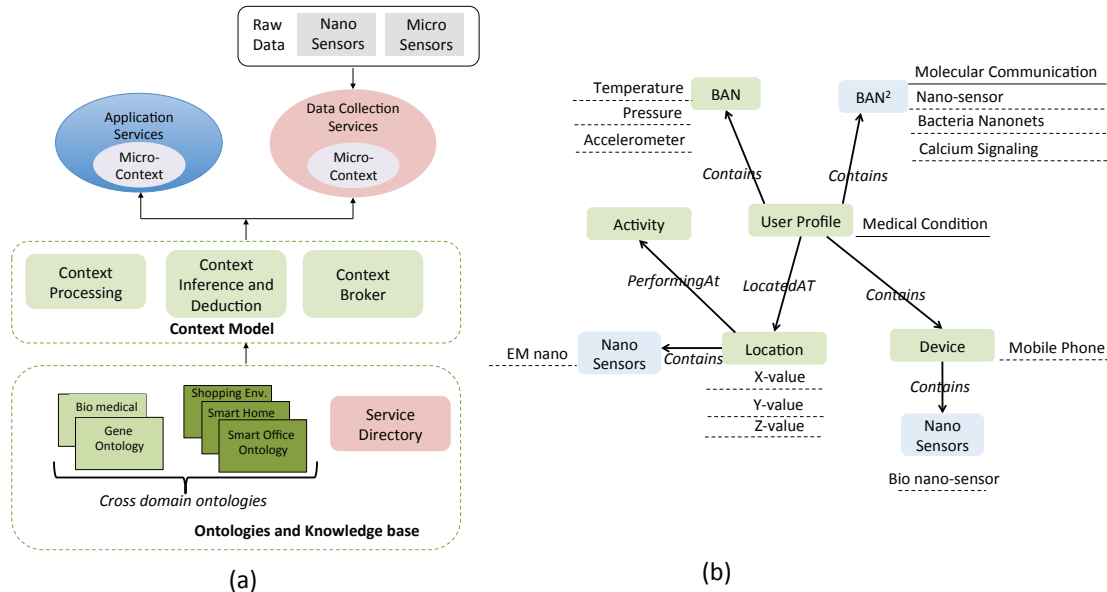 Raw
Data
Nano
Sensors
Micro
Sensors
Application
Services
Micro-
Context
Data Collection
Services
Micro-
Context
Context
Processing
Context
Inference and
Deduction
Context
Broker
Context Model
Bio medical
Gene
Ontology
Shopping Env.
Smart Home
Smart Office
Ontology
Service
Directory
Cross domain ontologies
Ontologies and Knowledge base
(a)
Temperature
Pressure
Accelerometer
BAN
BAN²
Molecular Communication
Nano-sensor
Bacteria Nanonets
Calcium Signaling
Contains
Contains
Activity
User Profile
Medical Condition
PerformingAt
LocatedAT
Contains
EM nano
Nano
Sensors
Contains
Location
X-value
Y-value
Z-value
Device
Mobile Phone
Contains
Nano
Sensors
Bio nano-sensor
(b)